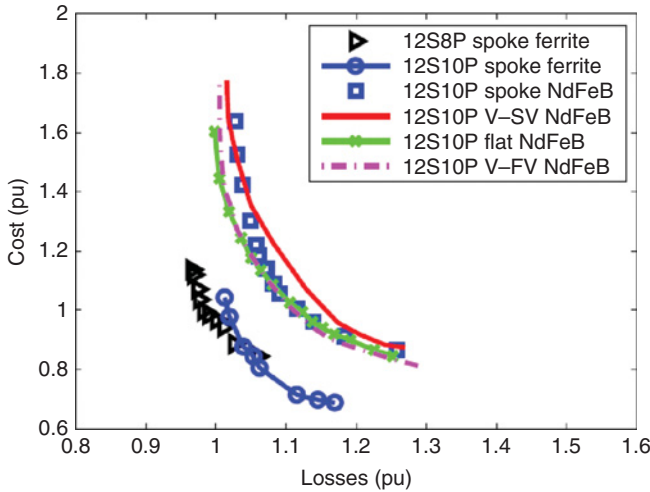 2
1.8
1.6
1.4
1.2
1
0.8
0.6
Cost (pu)
12S8P spoke ferrite
12S10P spoke ferrite
12S10P spoke NdFeB
12S10P V–SV NdFeB
12S10P flat NdFeB
12S10P V–FV NdFeB
0.8 0.9 1 1.1 1.2 1.3 1.4 1.5 1.6
Losses (pu)